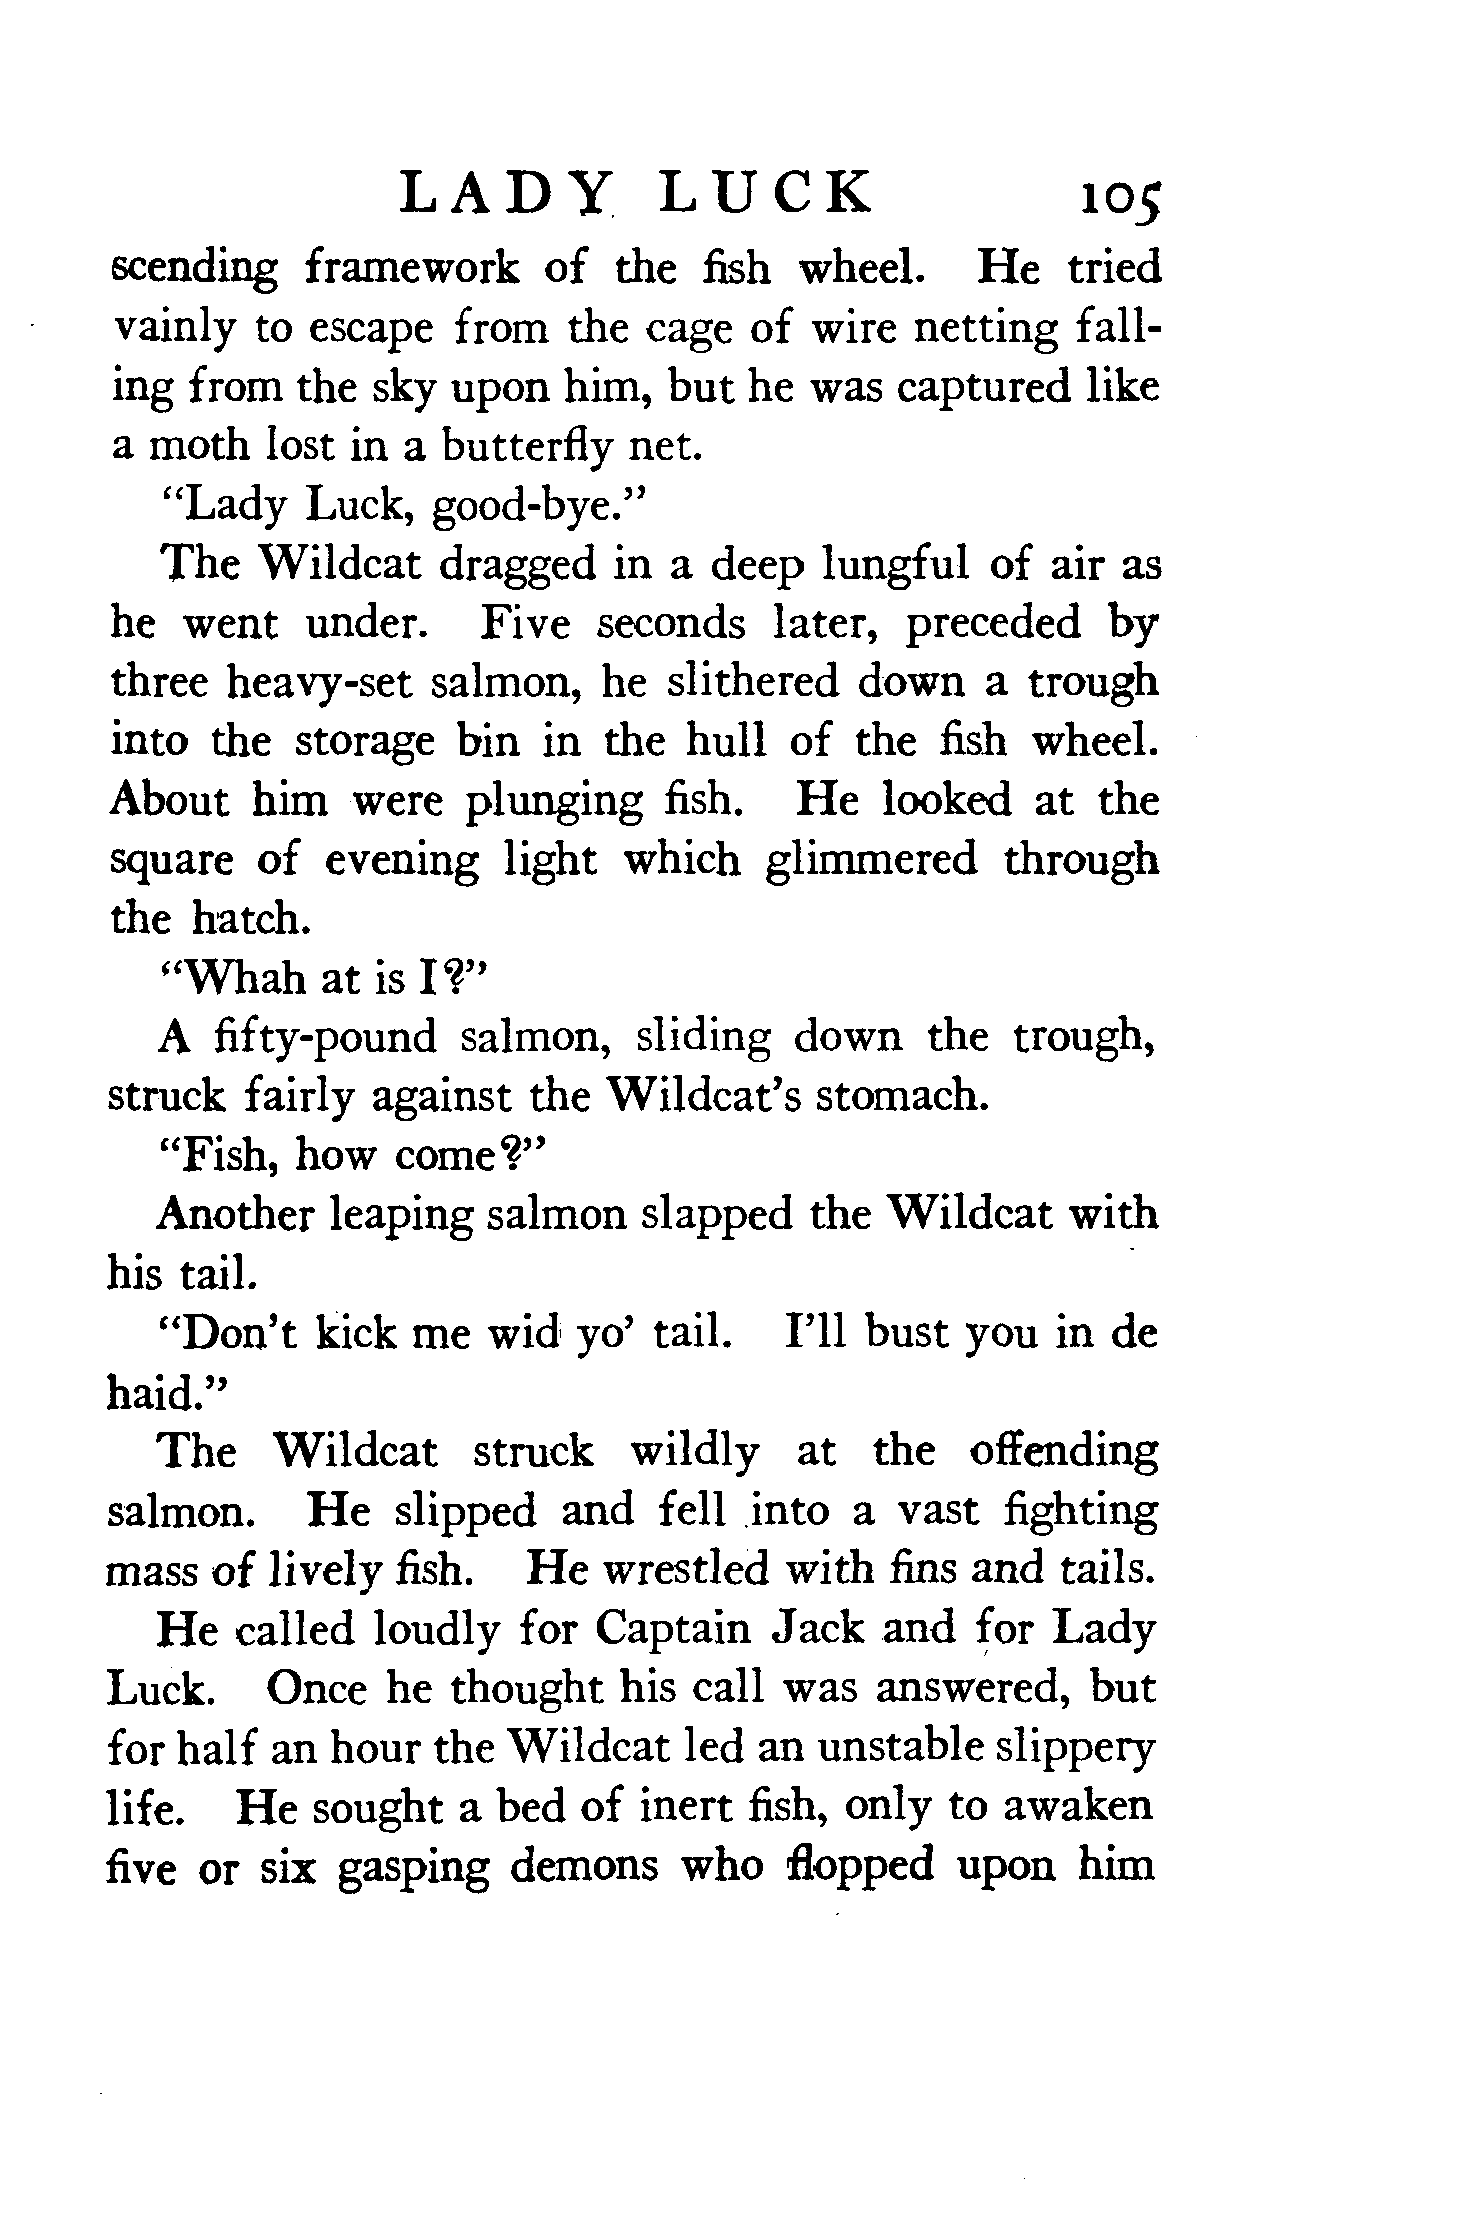 LADY LUCK 105
scending framework of the fish wheel. He tried
vainly to escape from the cage of wire netting fall-
ing from the sky upon him, but he was captured like
a moth lost in a butterfly net.
"Lady Luck, good-bye."
The Wildcat dragged in a deep lungful of air as
he went under. Five seconds later, preceded by
three heavy-set salmon, he slithered down a trough
into the storage bin in the hull of the fish wheel.
About him were plunging fish. He looked at the
square of evening light which glimmered through
the hatch.
"Whah at is I?"
A fifty-pound salmon, sliding down the trough,
struck fairly against the Wildcat's stomach.
"Fish, how come?"
Another leaping salmon slapped the Wildcat with
his tail.
"Don't kick me wid yo' tail. I'll bust you in de
haid."
The Wildcat struck wildly at the offending
salmon. He slipped and fell into a vast fighting
mass of lively fish. He wrestled with fins and tails.
He called loudly for Captain Jack and for Lady
Luck. Once he thought his call was answered, but
for half an hour the Wildcat led an unstable slippery
life. He sought a bed of inert fish, only to awaken
five or six gasping demons who flopped upon him